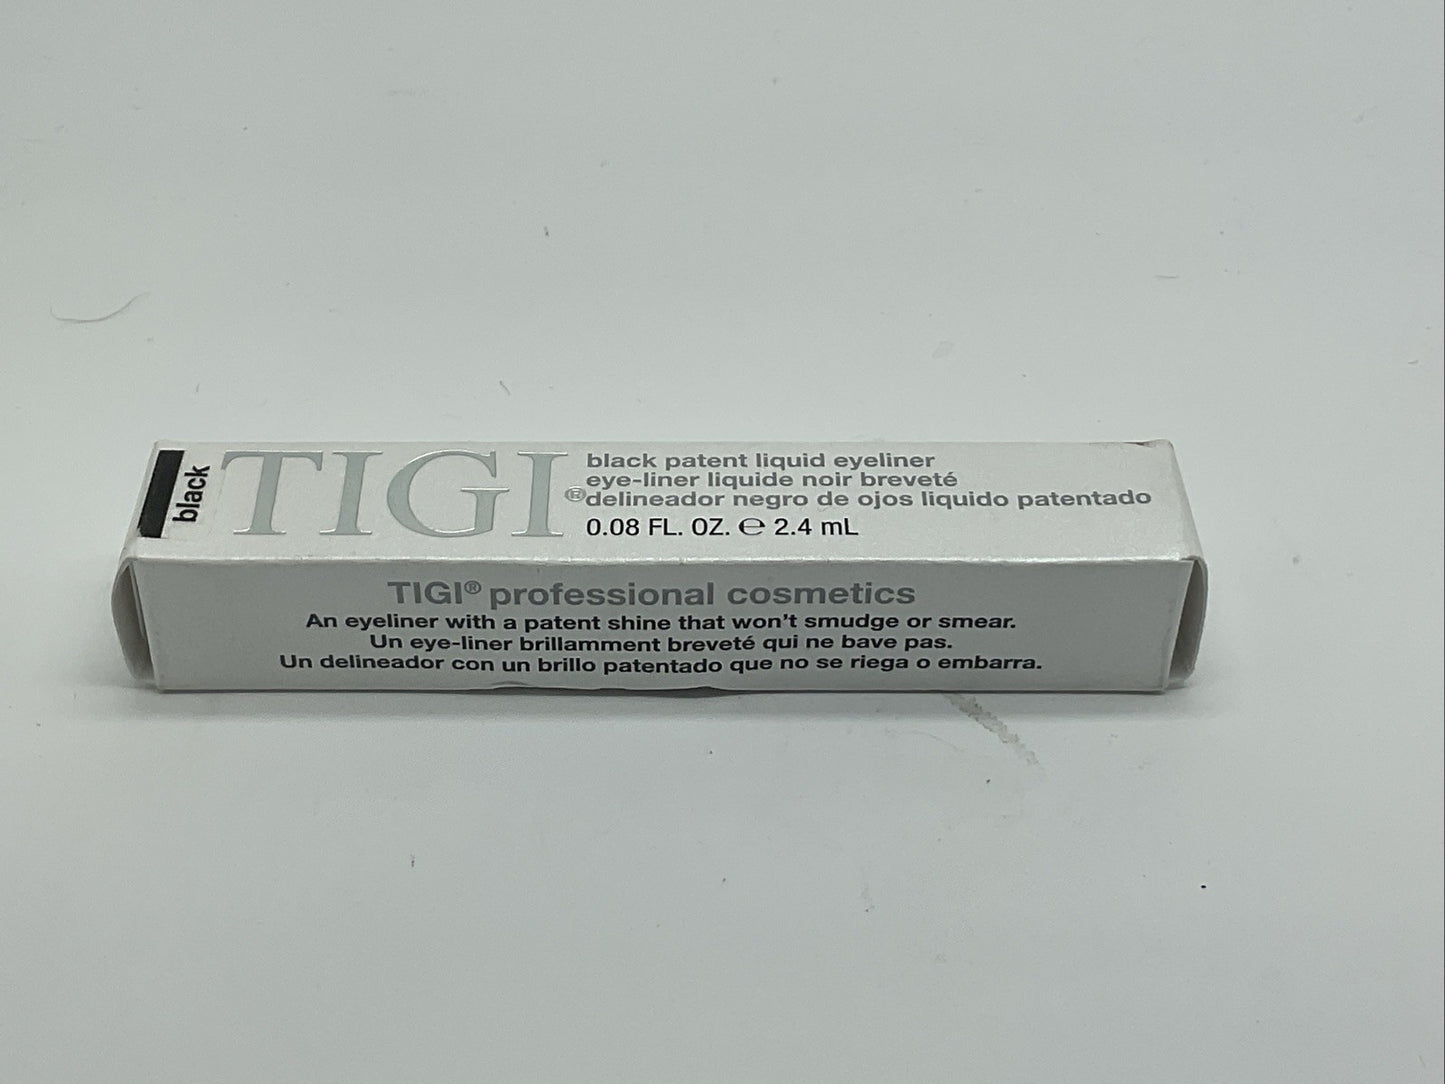 black
TIGI®
black patent liquid eyeliner
eye-liner liquide noir breveté
delineador negro de ojos liquido patentado
0.08 FL. OZ. ℮ 2.4 mL
TIGI® professional cosmetics
An eyeliner with a patent shine that won't smudge or smear.
Un eye-liner brillamment breveté qui ne bave pas.
Un delineador con un brillo patentado que no se riega o embarra.